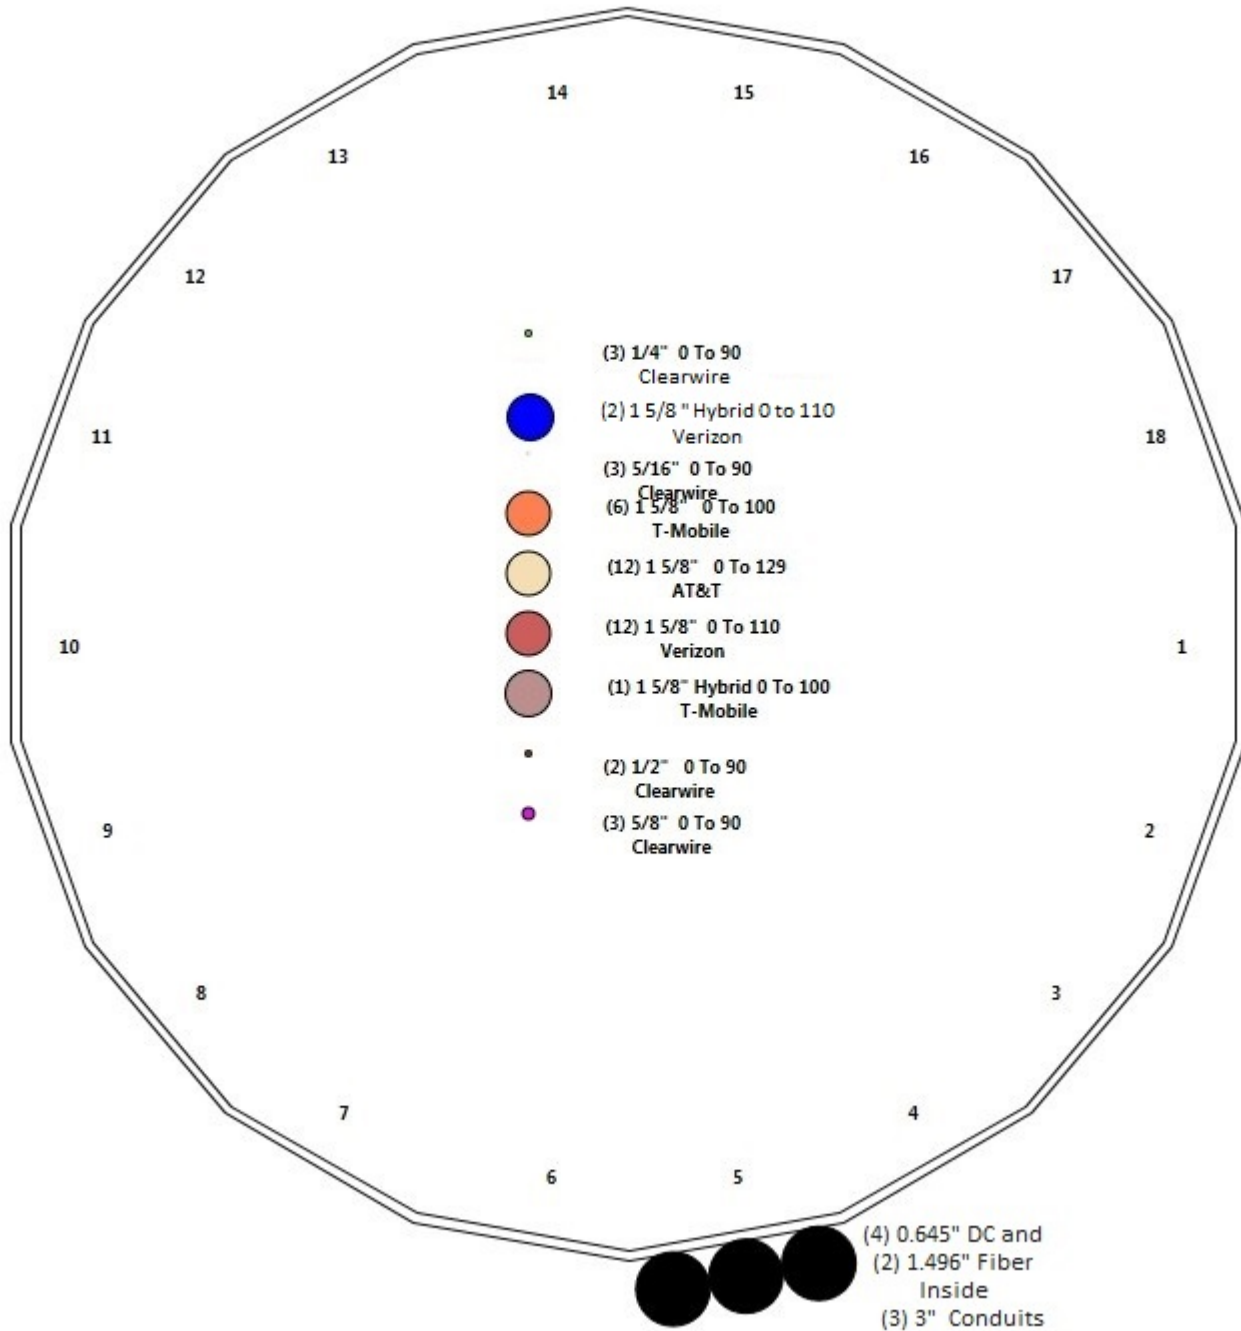 14
15
13
16
12
17
(3) 1/4" 0 To 90
Clearwire
(2) 1 5/8 " Hybrid 0 to 110
Verizon
11
18
(3) 5/16" 0 To 90
Clearwire
(6) 1 5/8" 0 To 100
T-Mobile
(12) 1 5/8" 0 To 129
AT&T
(12) 1 5/8" 0 To 110
Verizon
10
1
(1) 1 5/8" Hybrid 0 To 100
T-Mobile
(2) 1/2" 0 To 90
Clearwire
(3) 5/8" 0 To 90
Clearwire
9
2
8
3
7
4
6
5
(4) 0.645" DC and
(2) 1.496" Fiber
Inside
(3) 3" Conduits